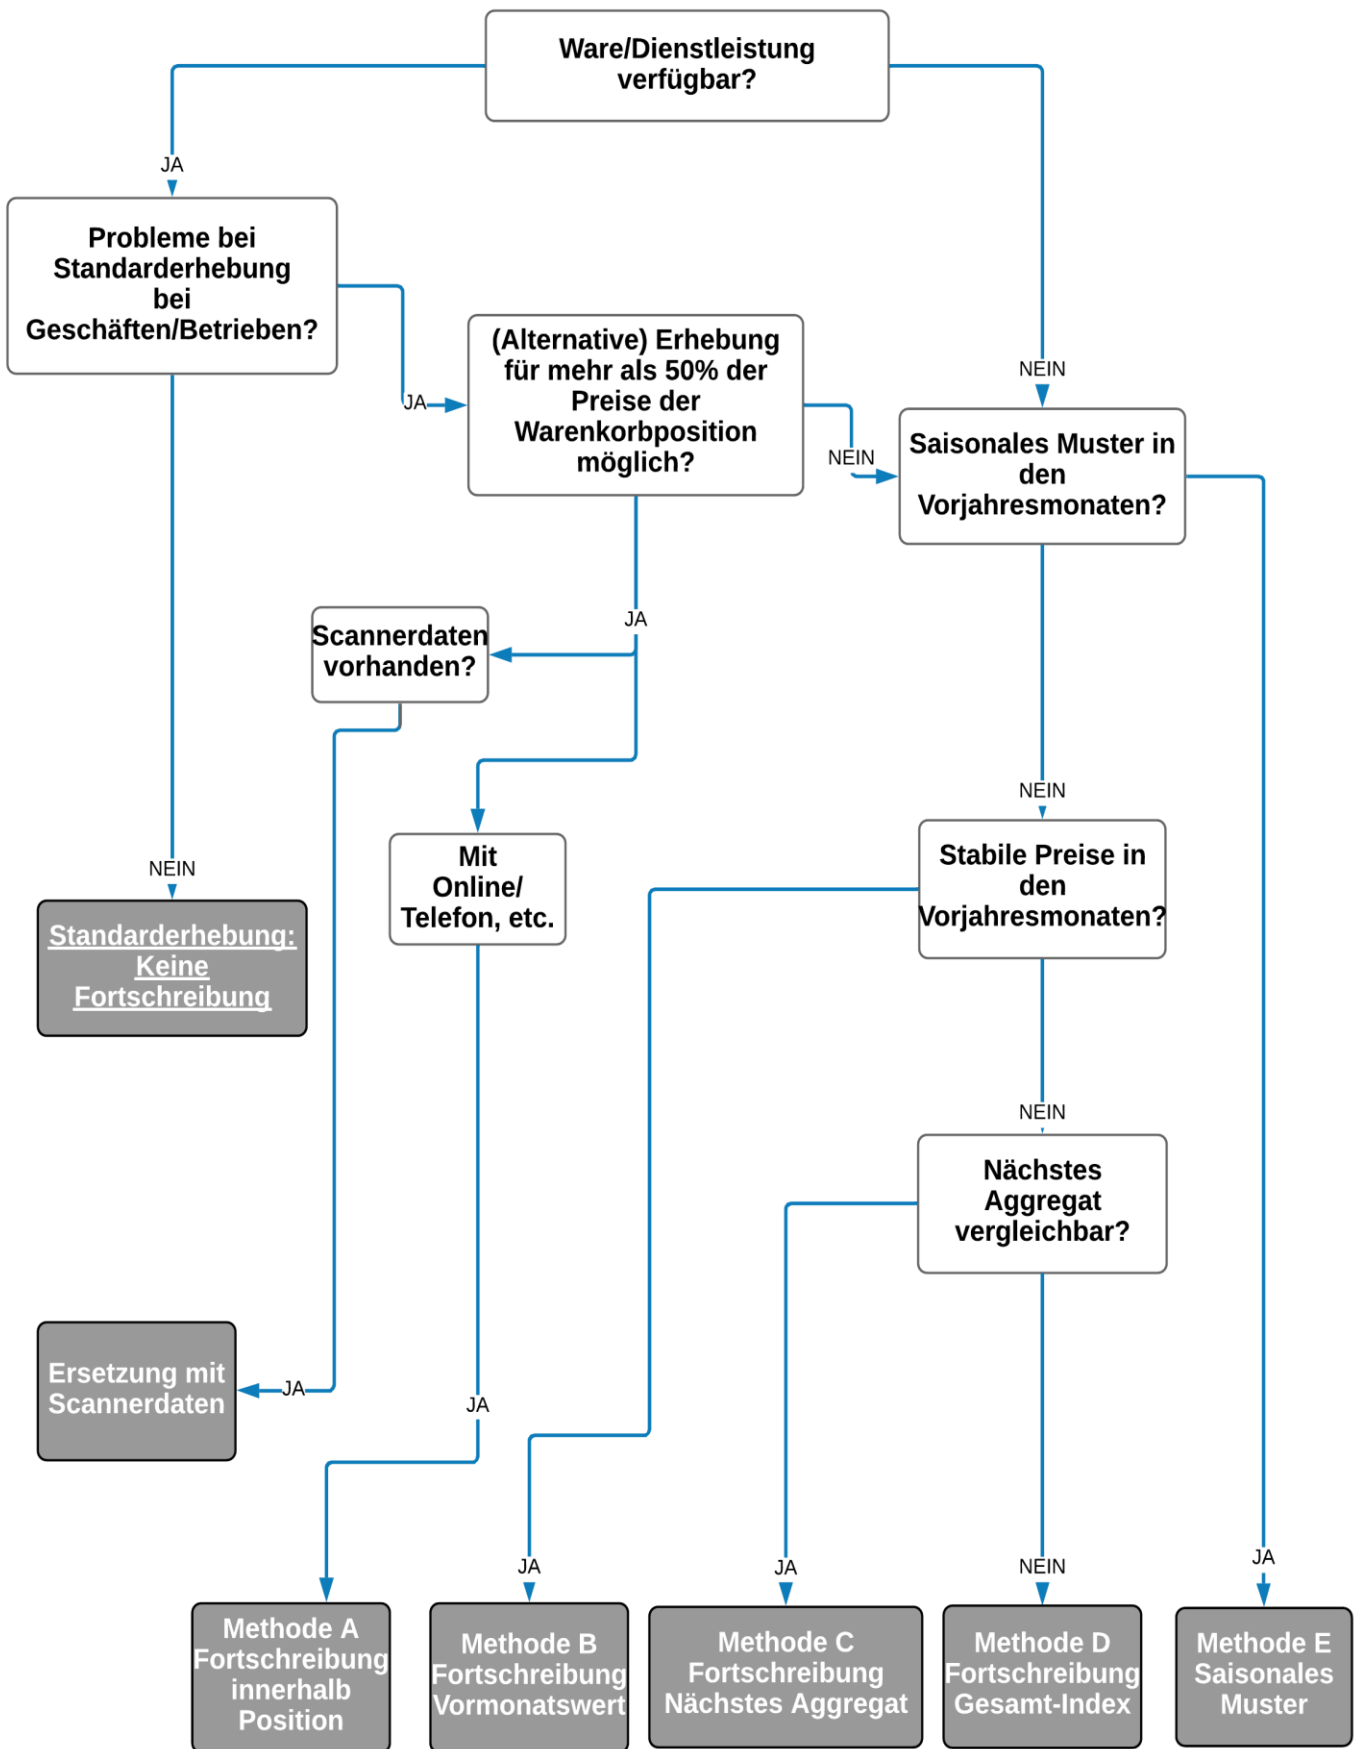 Ware/Dienstleistung
verfügbar?
JA
Probleme bei
Standarderhebung
bei
Geschäften/Betrieben?
JA
(Alternative) Erhebung
für mehr als 50% der
Preise der
Warenkorbposition
möglich?
NEIN
NEIN
Saisonales Muster in
den
Vorjahresmonaten?
JA
Scannerdaten
vorhanden?
NEIN
Mit
Online/
Telefon, etc.
Stabile Preise in
den
Vorjahresmonaten?
NEIN
Standarderhebung:
Keine
Fortschreibung
NEIN
Nächstes
Aggregat
vergleichbar?
Ersetzung mit
Scannerdaten
JA
JA
JA
JA
NEIN
JA
Methode A
Fortschreibung
innerhalb
Position
Methode B
Fortschreibung
Vormonatswert
Methode C
Fortschreibung
Nächstes Aggregat
Methode D
Fortschreibung
Gesamt-Index
Methode E
Saisonales
Muster